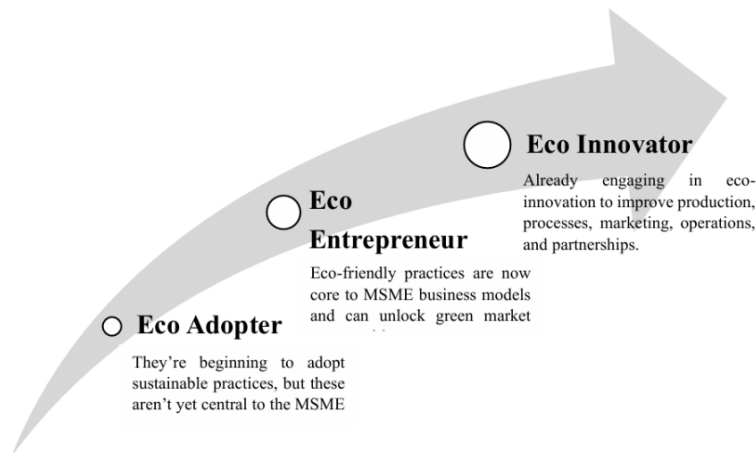 Eco Innovator
Already engaging in eco-
innovation to improve production,
processes, marketing, operations,
and partnerships.
Eco
Entrepreneur
Eco-friendly practices are now
core to MSME business models
and can unlock green market
Eco Adopter
They're beginning to adopt
sustainable practices, but these
aren't yet central to the MSME